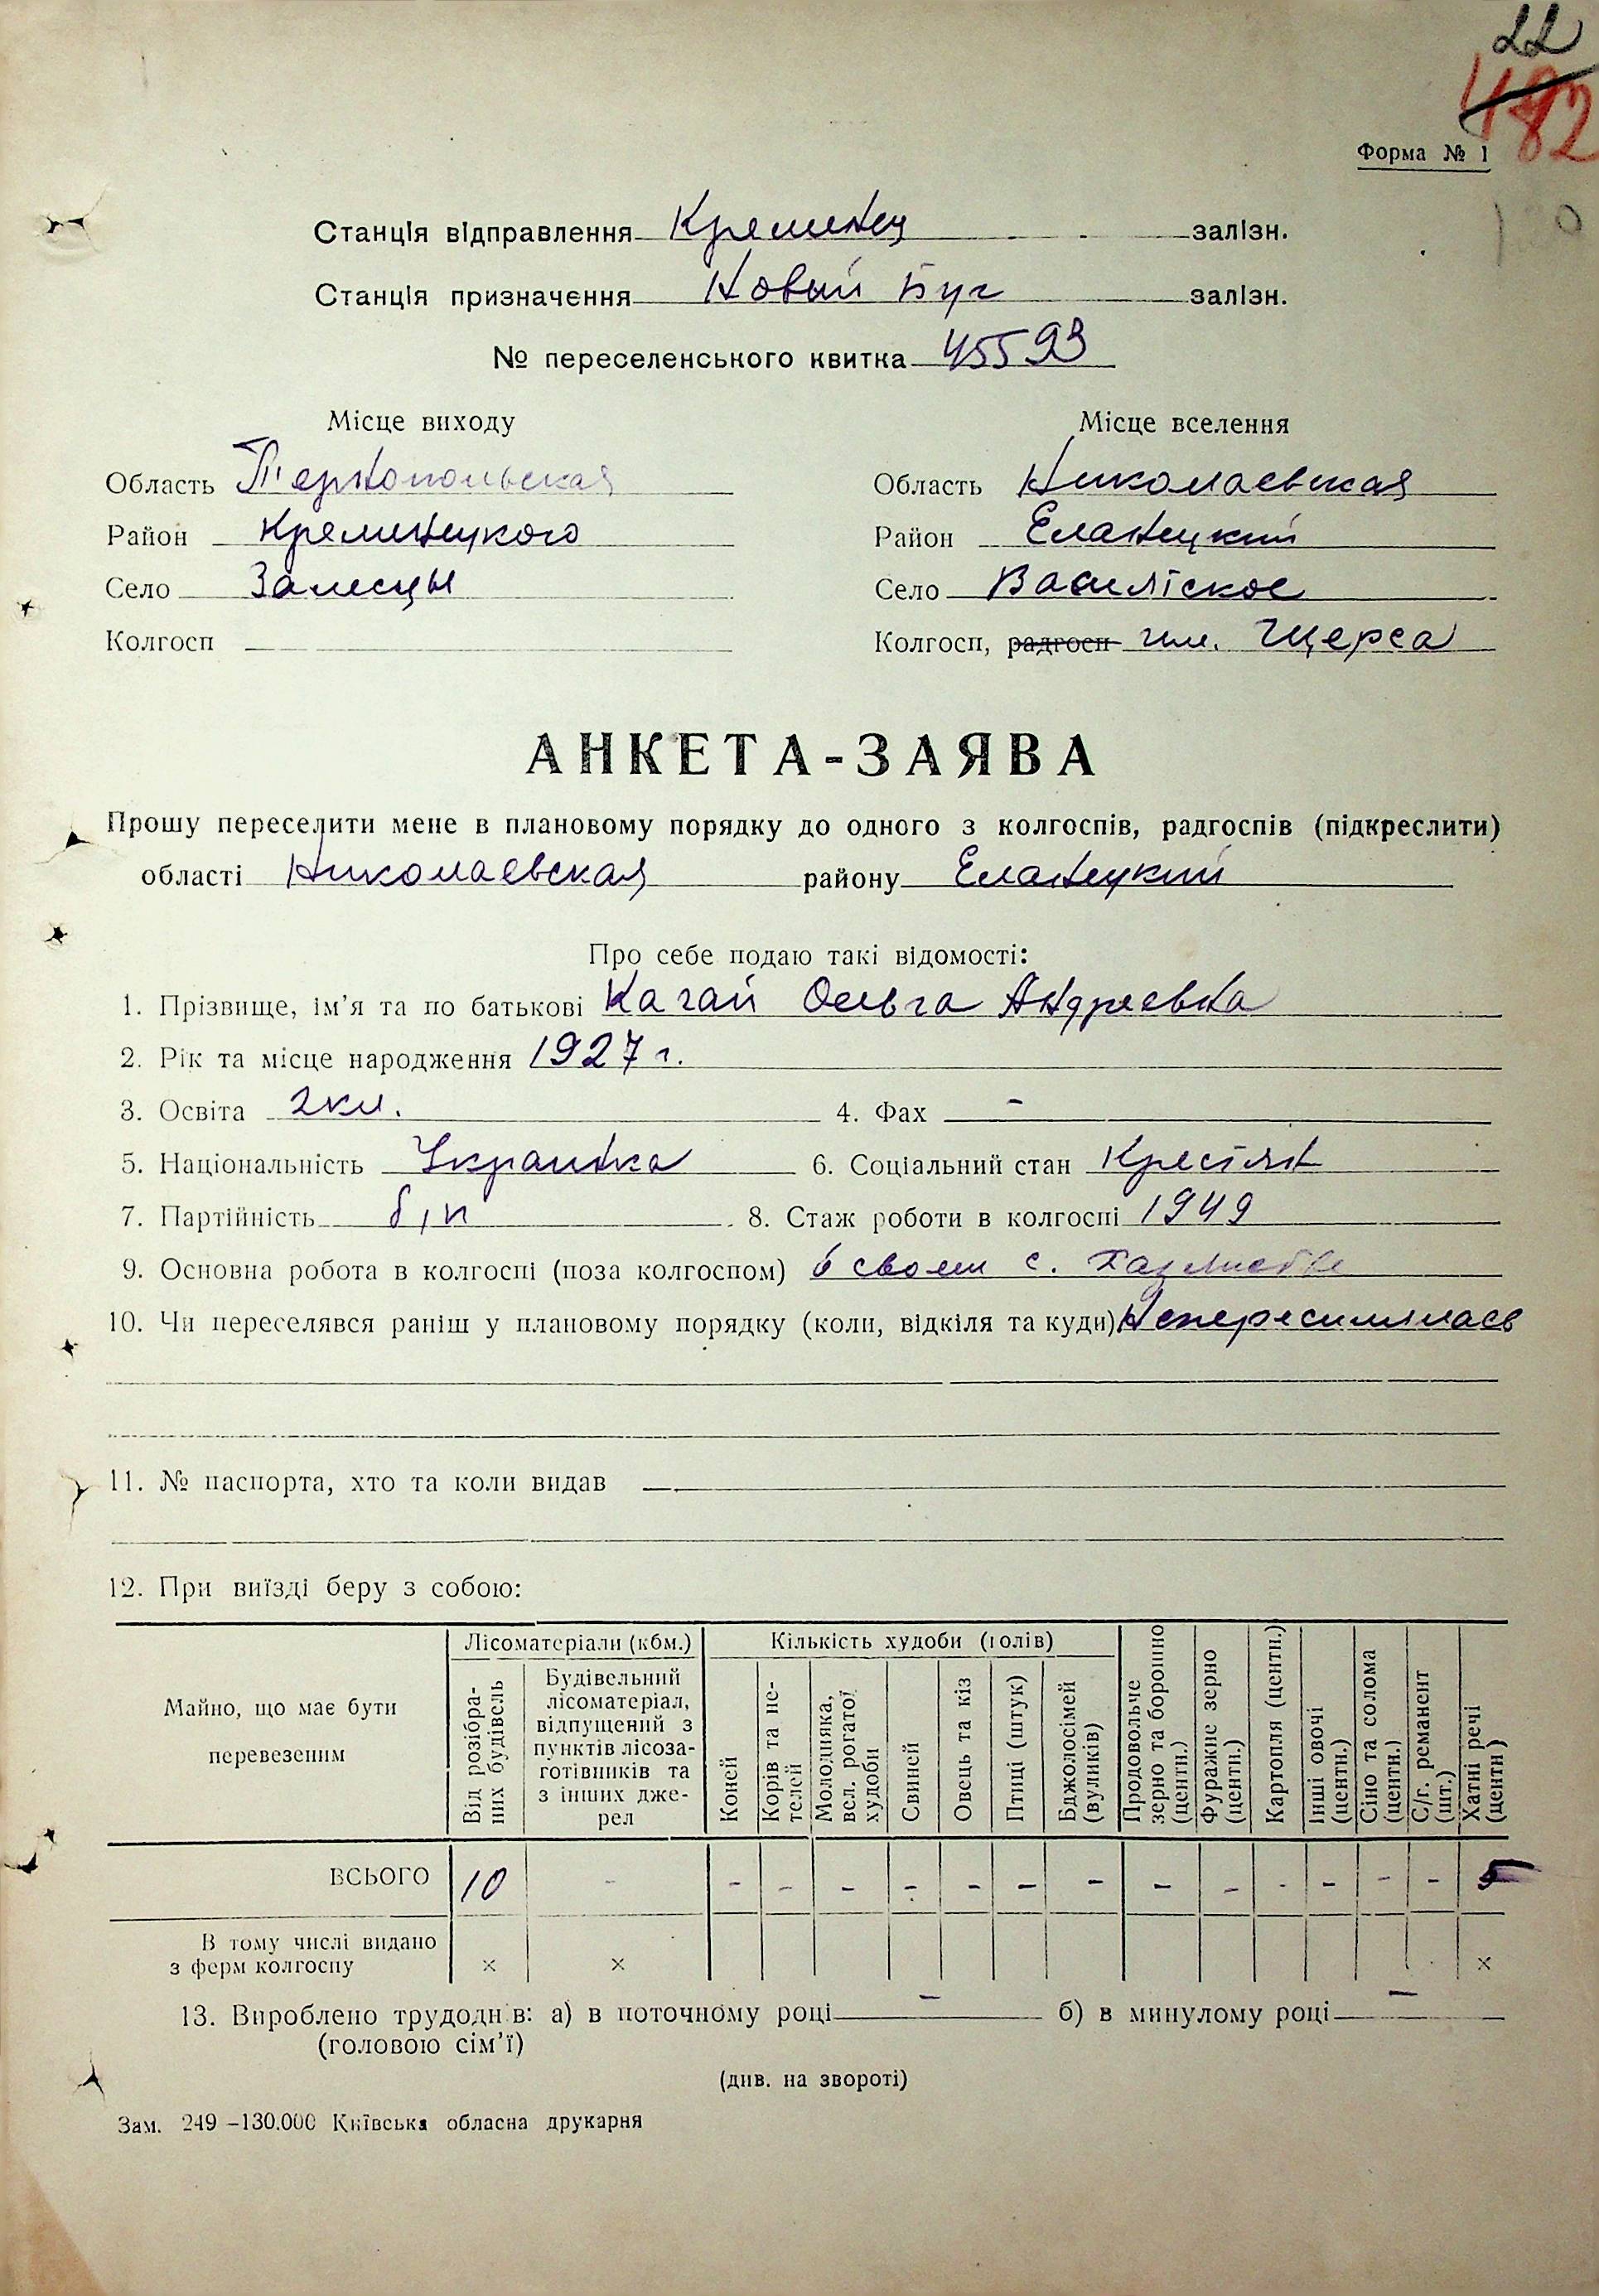 22
482
Форма № 1
Станція відправлення Кременец залізн.
Станція призначення Новый Буг залізн.
№ переселенського квитка 45593
Місце виходу Місце вселення
Область Тернопольская Область Николаевская
Район Кременецкого Район Еланецкий
Село Залесцы Село
Колгосп Колгосп, радгосп им. Щерса
АНКЕТА-ЗАЯВА
Прошу переселити мене в плановому порядку до одного з колгоспів, радгоспів (підкреслити)
області Николаевская району Еланецкий
Про себе подаю такі відомості:
1. Прізвище, ім'я та по батькові Качай Ольга Андреевна
2. Рік та місце народження 1927 г.
3. Освіта 2 кл. 4. Фах -
5. Національність Украинка 6. Соціальний стан Крестян
7. Партійність б/п 8. Стаж роботи в колгоспі 1949
9. Основна робота в колгоспі (поза колгоспом) в своем с.
10. Чи переселявся раніш у плановому порядку (коли, відкіля та куди)
11. № паспорта, хто та коли видав
12. При виїзді беру з собою:
Майно, що має бути перевезеним
Лісоматеріали (кбм.)
Від розібраних будівель
Будівельний лісоматеріал, відпущений з пунктів лісозаготівників та з інших джерел
Кількість худоби (голів)
Коней
Корів та нетелей
Молодняка, всл. рогатої худоби
Свиней
Овець та кіз
Птиці (штук)
Бджолосімей (вуликів)
Продовольче зерно та борошно (центн.)
Фуражне зерно (центн.)
Картопля (центн.)
Інші овочі (центн.)
Сіно та солома (центн.)
С/г. реманент (шт.)
Хатні речі (центн)
ВСЬОГО 10 - - - - - - - - - - - - - - 5
В тому числі видано
з ферм колгоспу × × ×
13. Вироблено трудоднів: а) в поточному році - б) в минулому році -
(головою сім'ї)
(див. на звороті)
Зам. 249 –130.000 Київська обласна друкарня